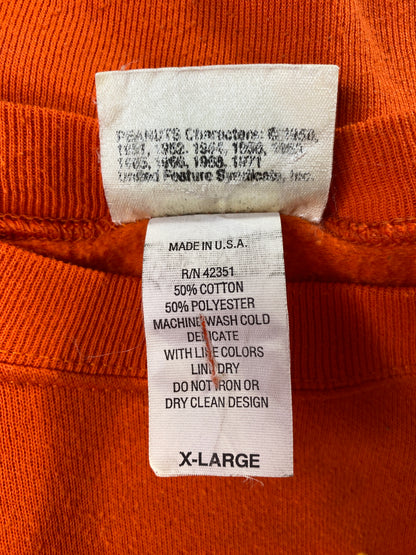 PEANUTS Characters: © 1950,
1951, 1952,
1965, 1966, 1968, 1971
United Feature Syndicate, Inc.
MADE IN U.S.A.
R/N 42351
50% COTTON
50% POLYESTER
MACHINE WASH COLD
DELICATE
WITH LIKE COLORS
LINE DRY
DO NOT IRON OR
DRY CLEAN DESIGN
X-LARGE